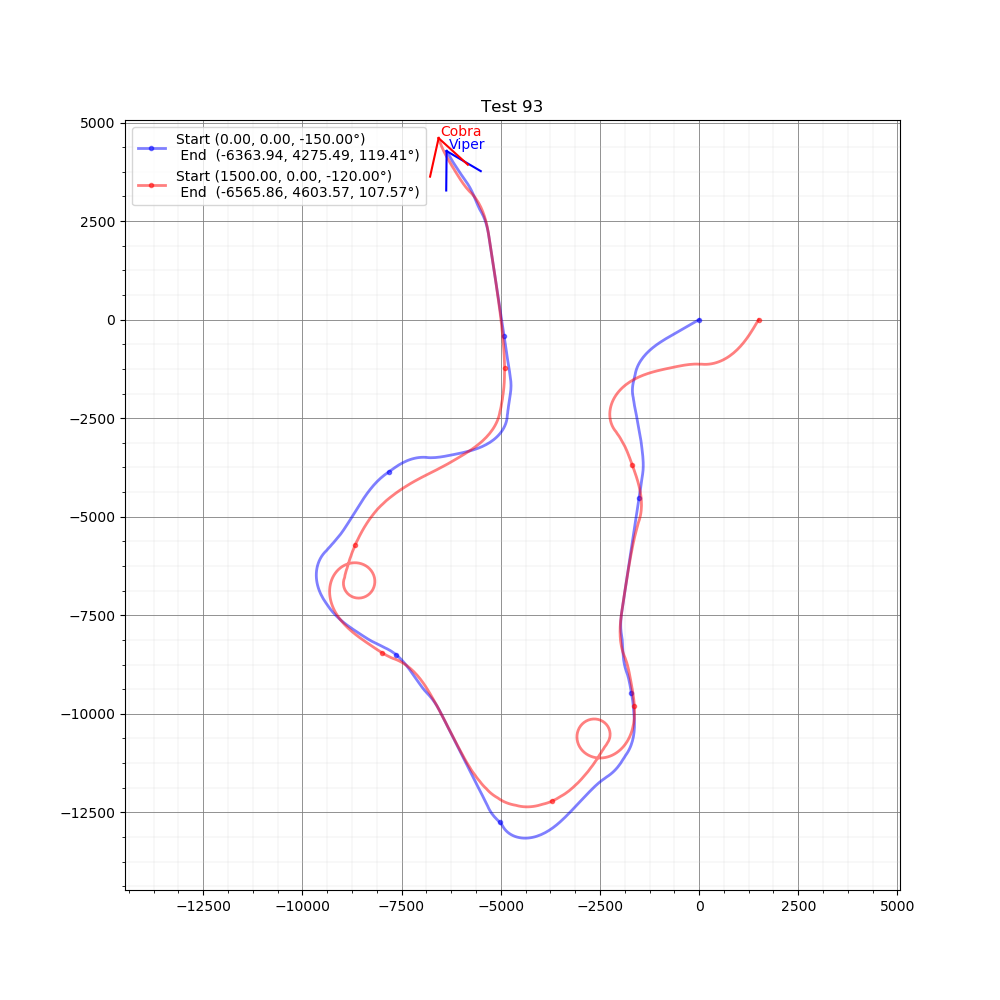 Test 93
Start (0.00, 0.00, -150.00°)
End (-6363.94, 4275.49, 119.41°)
Start (1500.00, 0.00, -120.00°)
End (-6565.86, 4603.57, 107.57°)
Cobra
Viper
5000
2500
0
−2500
−5000
−7500
−10000
−12500
−12500 −10000 −7500 −5000 −2500 0 2500 5000